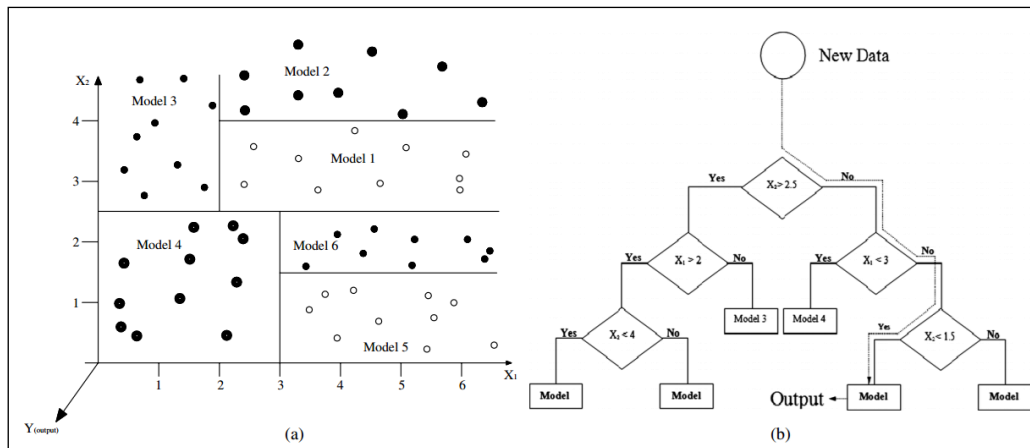 X₂
Model 2
Model 3
4
Model 1
3
2
Model 4
Model 6
1
Model 5
X₁
1
2
3
4
5
6
Y(output)
(a)
New Data
Yes
X₂> 2.5
No
Yes
X₁ > 2
No
Yes
X₁ < 3
No
Model 3
Model 4
Yes
X₂ < 4
No
Yes
X₂ < 1.5
No
Model
Model
Output
Model
Model
(b)